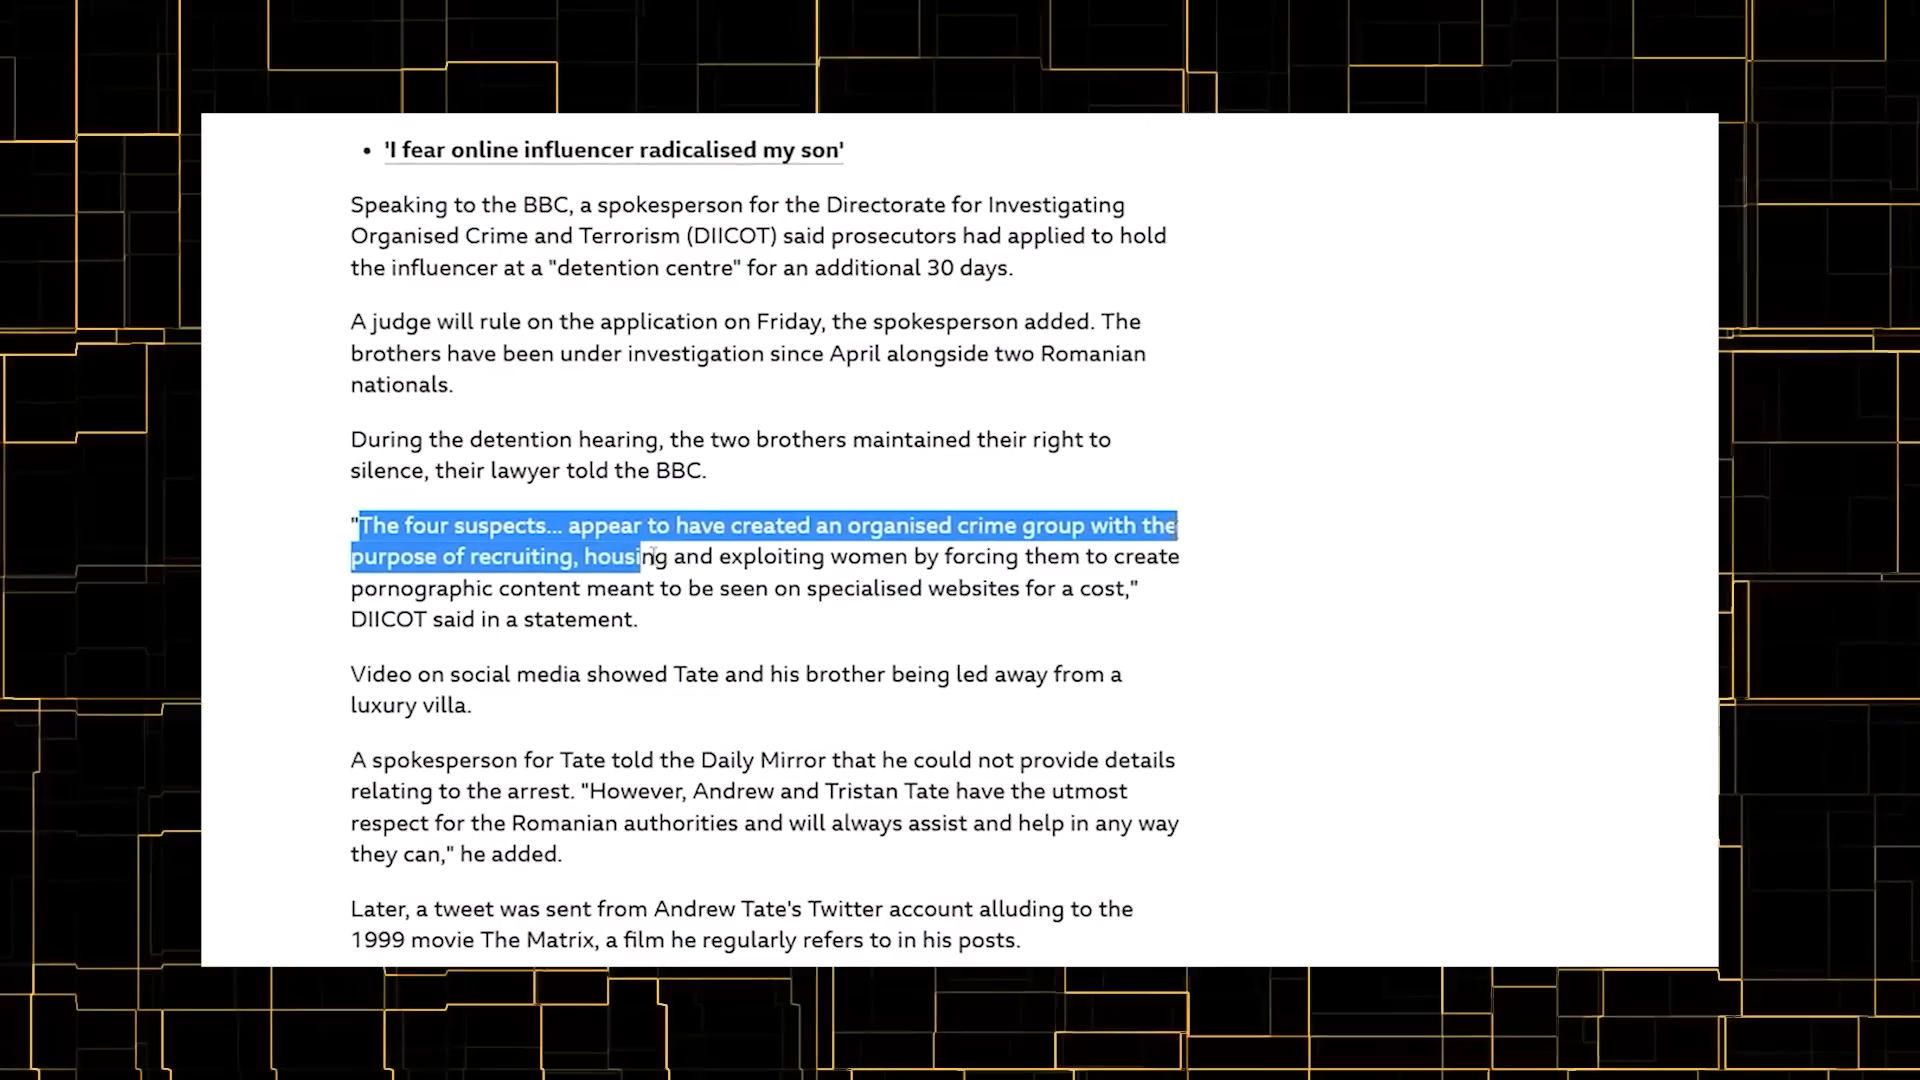 • 'I fear online influencer radicalised my son'
Speaking to the BBC, a spokesperson for the Directorate for Investigating
Organised Crime and Terrorism (DIICOT) said prosecutors had applied to hold
the influencer at a "detention centre" for an additional 30 days.
A judge will rule on the application on Friday, the spokesperson added. The
brothers have been under investigation since April alongside two Romanian
nationals.
During the detention hearing, the two brothers maintained their right to
silence, their lawyer told the BBC.
"The four suspects... appear to have created an organised crime group with the
purpose of recruiting, housing and exploiting women by forcing them to create
pornographic content meant to be seen on specialised websites for a cost,"
DIICOT said in a statement.
Video on social media showed Tate and his brother being led away from a
luxury villa.
A spokesperson for Tate told the Daily Mirror that he could not provide details
relating to the arrest. "However, Andrew and Tristan Tate have the utmost
respect for the Romanian authorities and will always assist and help in any way
they can," he added.
Later, a tweet was sent from Andrew Tate's Twitter account alluding to the
1999 movie The Matrix, a film he regularly refers to in his posts.